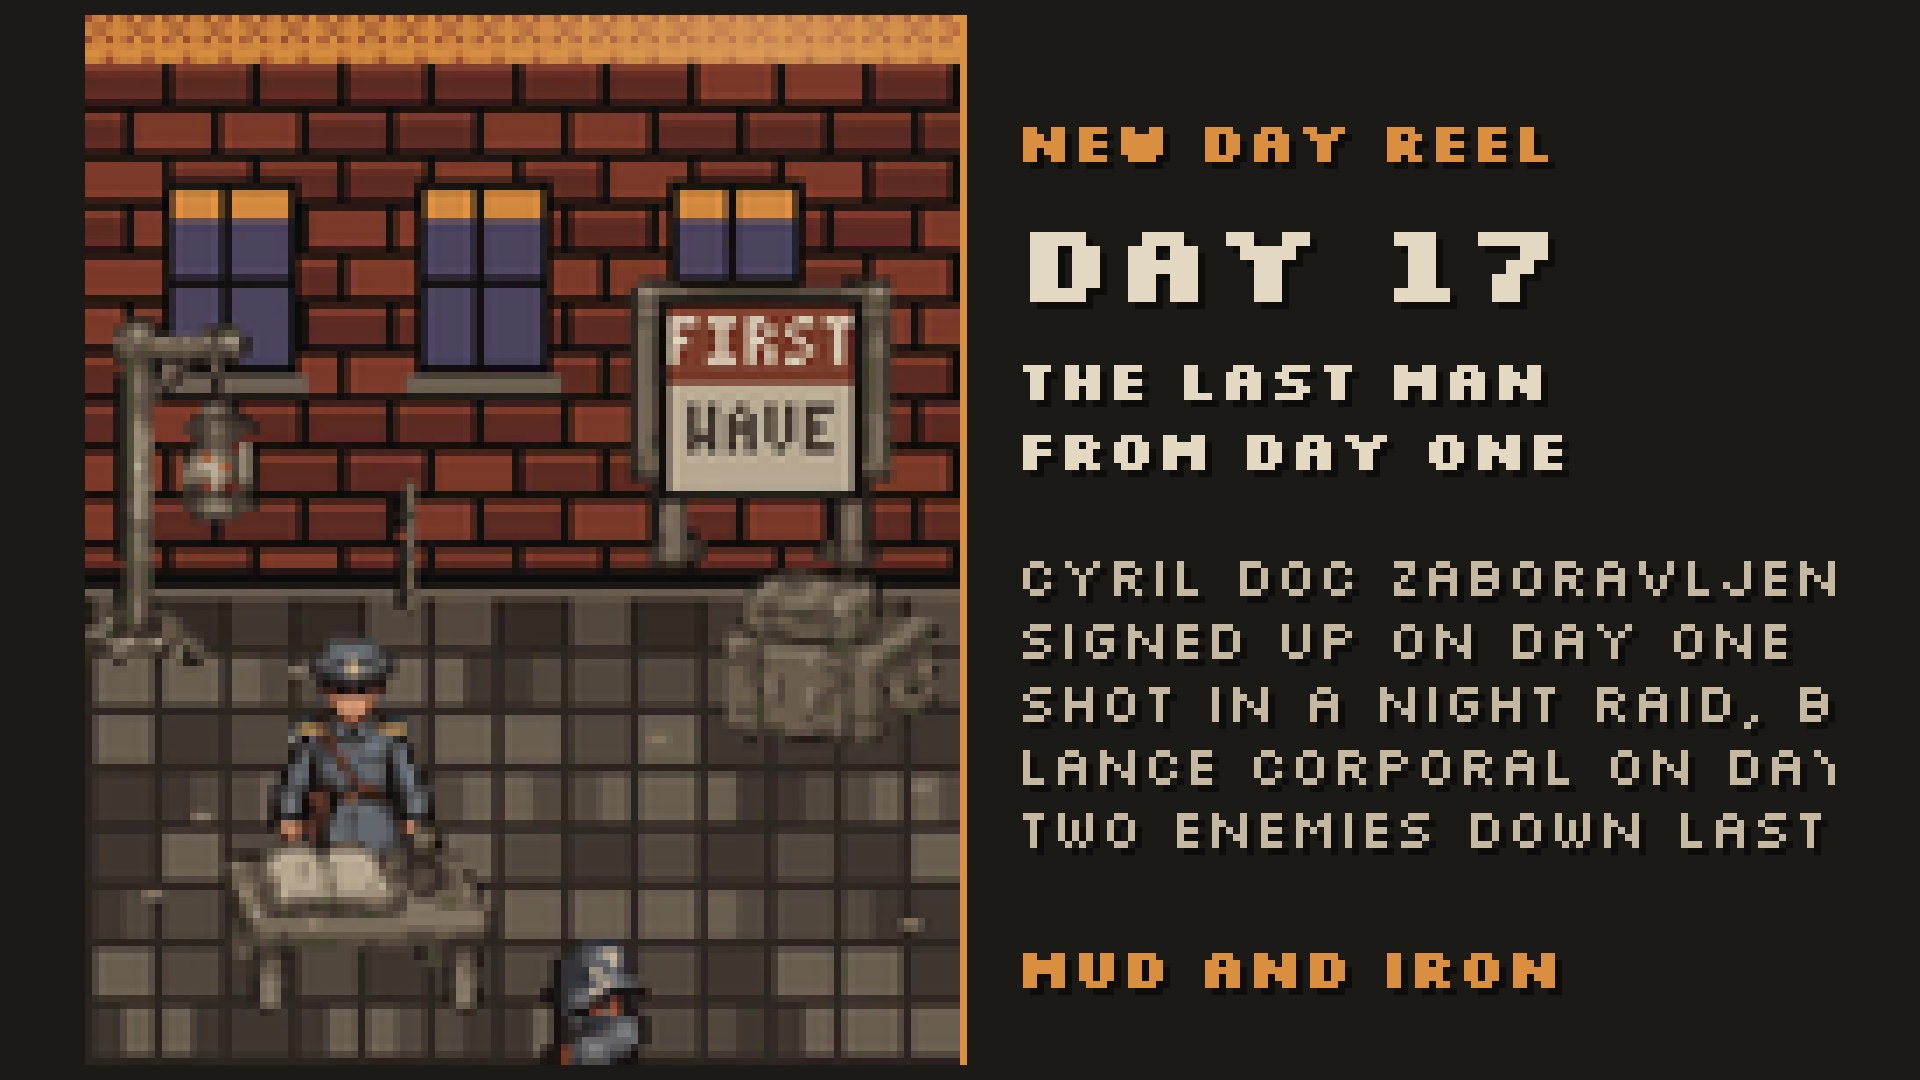 FIRST
WAVE
NEW DAY REEL
DAY 17
THE LAST MAN
FROM DAY ONE
CYRIL DOC ZABORAVLJEN
SIGNED UP ON DAY ONE
SHOT IN A NIGHT RAID, B
LANCE CORPORAL ON DAY
TWO ENEMIES DOWN LAST
MUD AND IRON